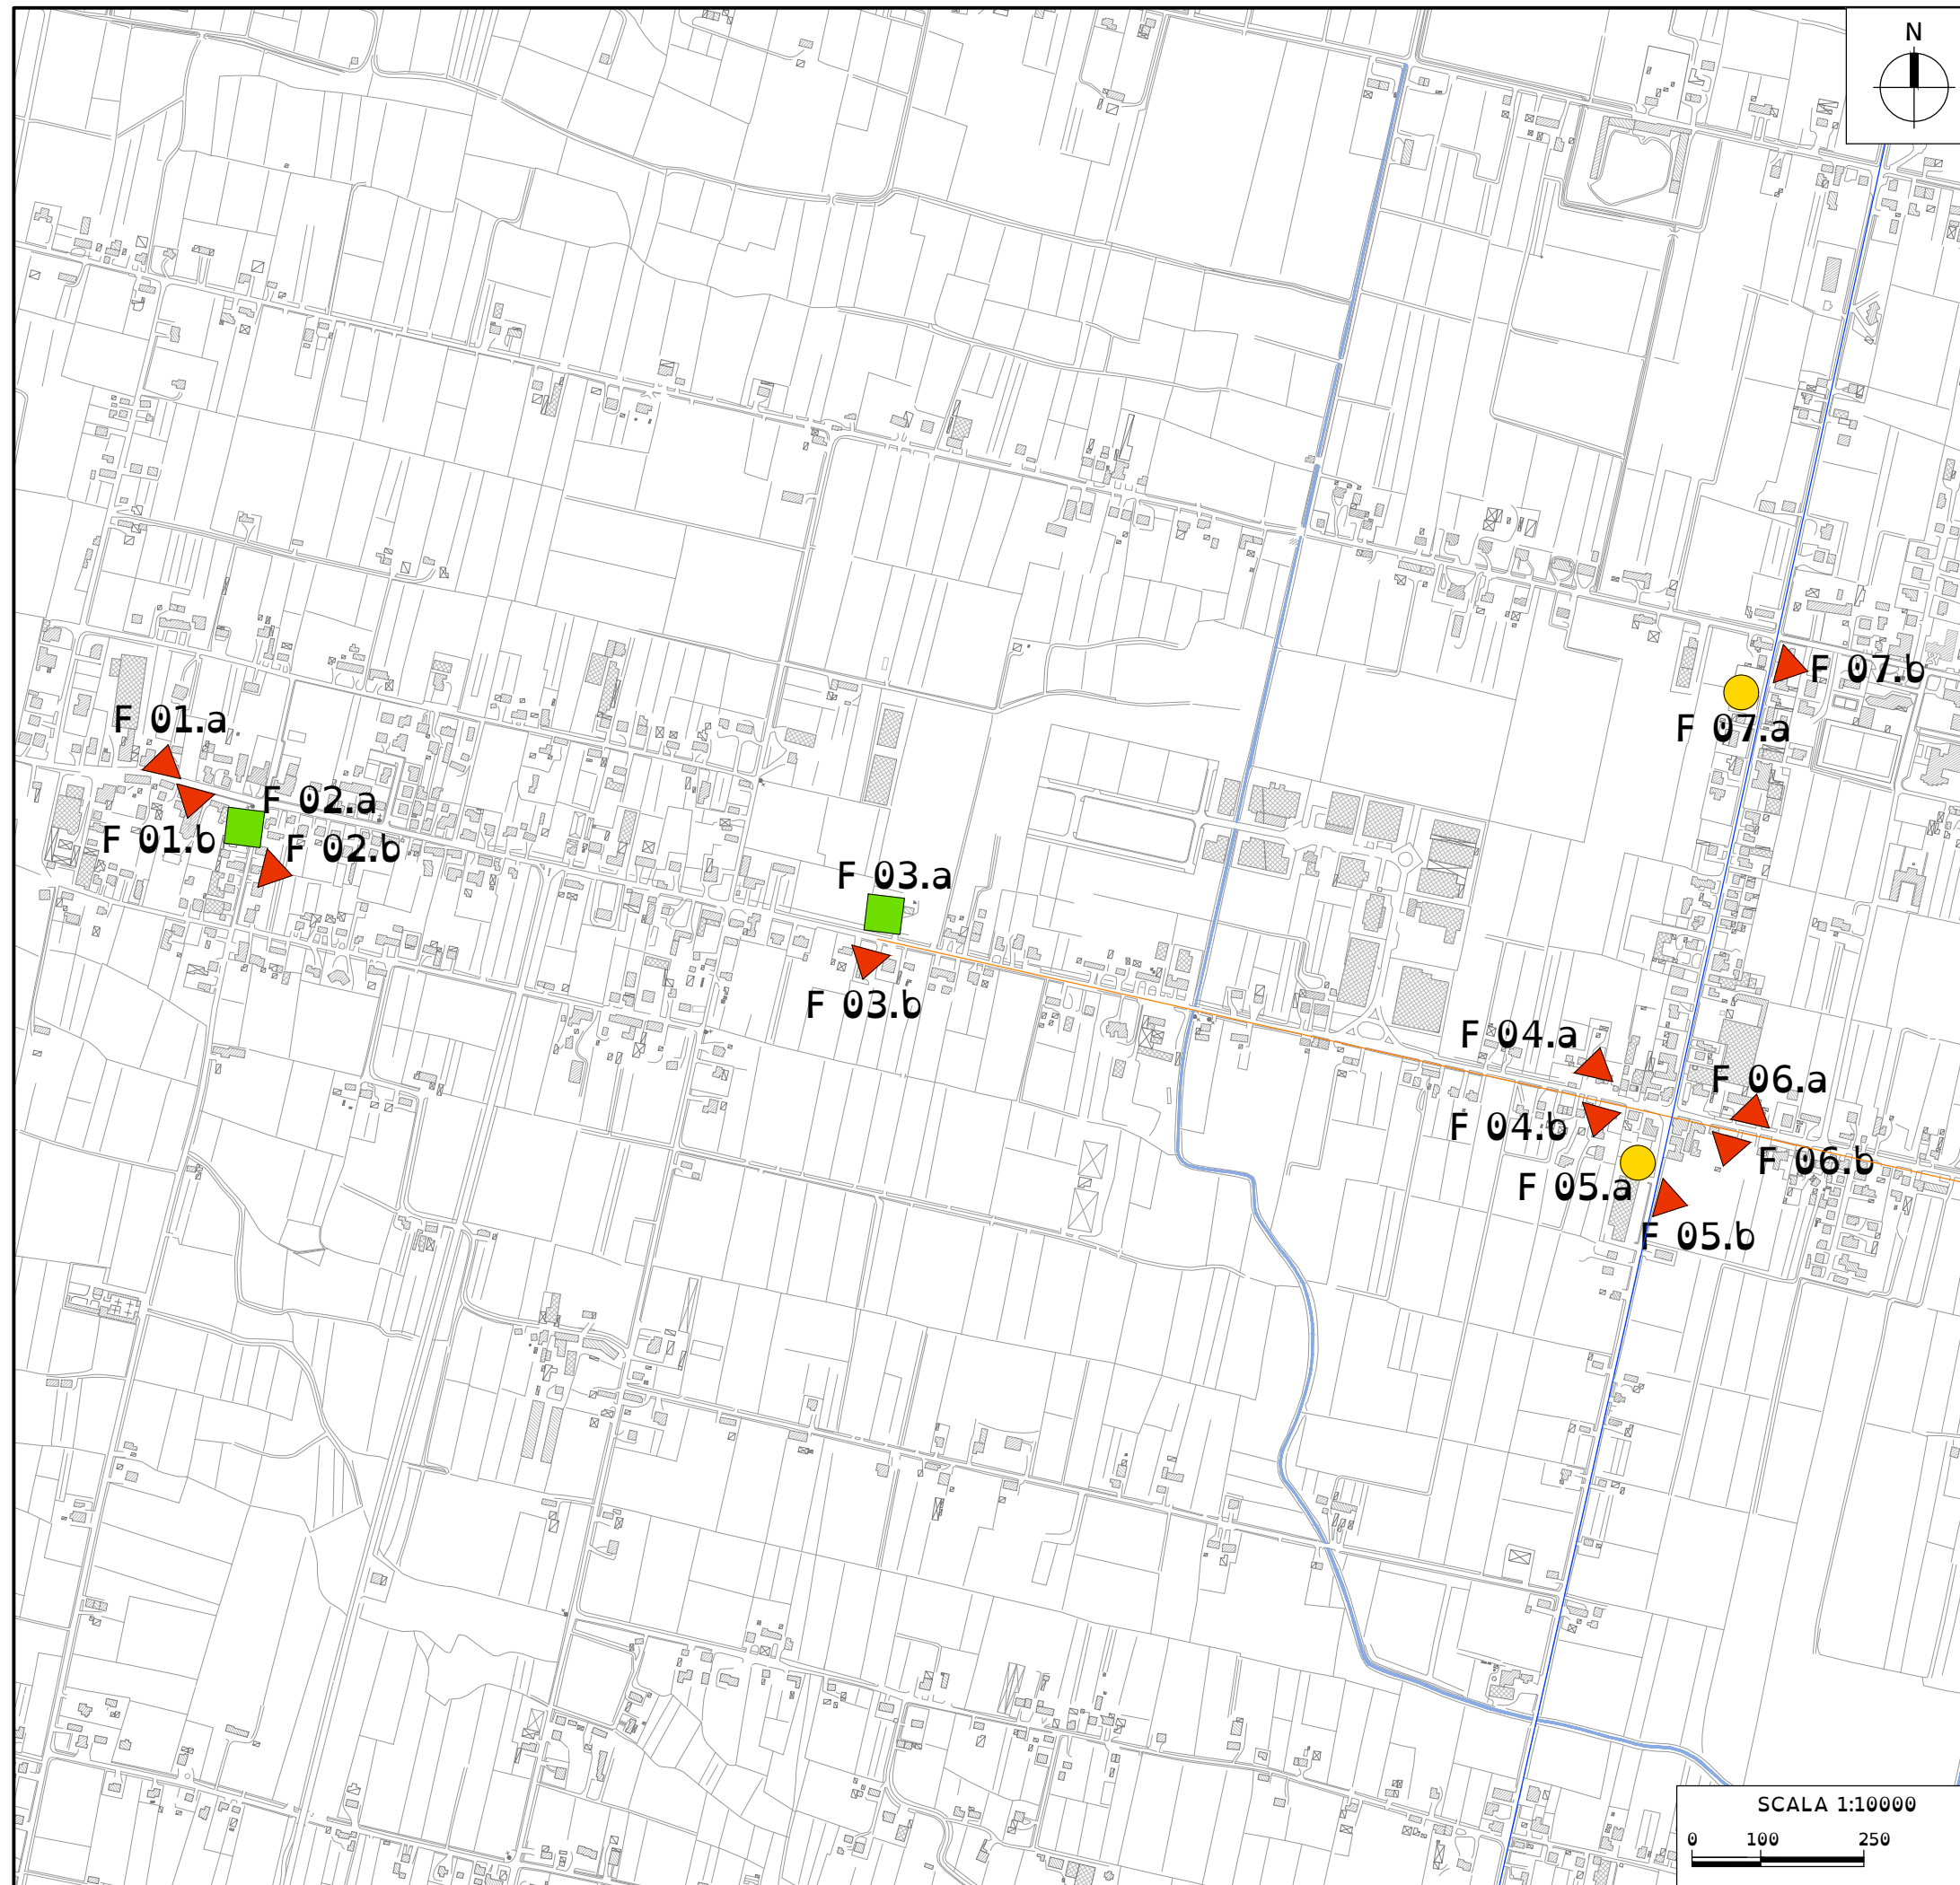 N
F 07.b
F 07.a
F 01.a
F 02.a
F 01.b
F 02.b
F 03.a
F 03.b
F 04.a
F 06.a
F 04.b
F 06.b
F 05.a
F 05.b
SCALA 1:10000
0 100 250